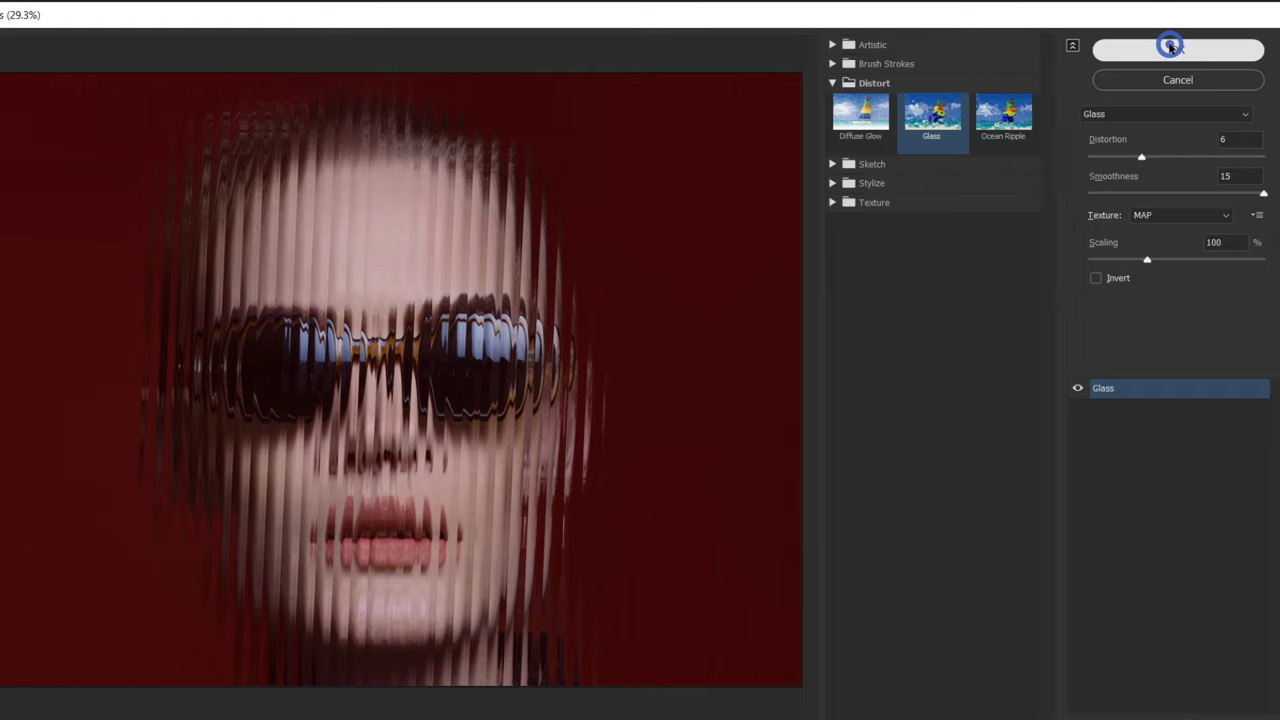 s (29.3%)
Artistic
Brush Strokes
Distort
Diffuse Glow
Glass
Ocean Ripple
Sketch
Stylize
Texture
Cancel
Glass
Distortion 6
Smoothness 15
Texture: MAP
Scaling 100 %
Invert
Glass